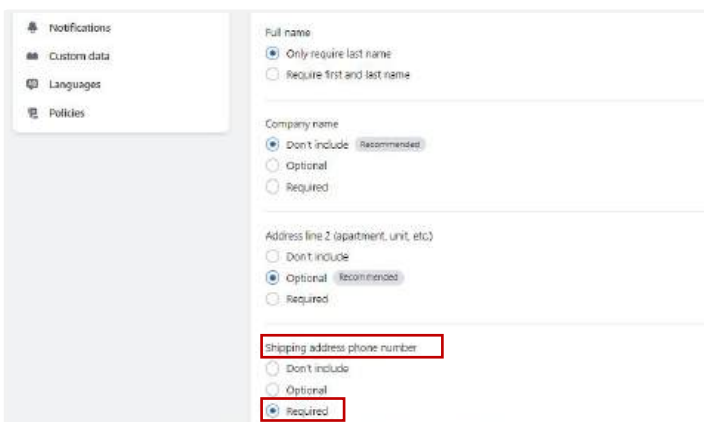 Notifications
Custom data
Languages
Policies
Full name
Only require last name
Require first and last name
Company name
Don't include Recommended
Optional
Required
Address line 2 (apartment, unit, etc.)
Don't include
Optional Recommended
Required
Shipping address phone number
Don't include
Optional
Required